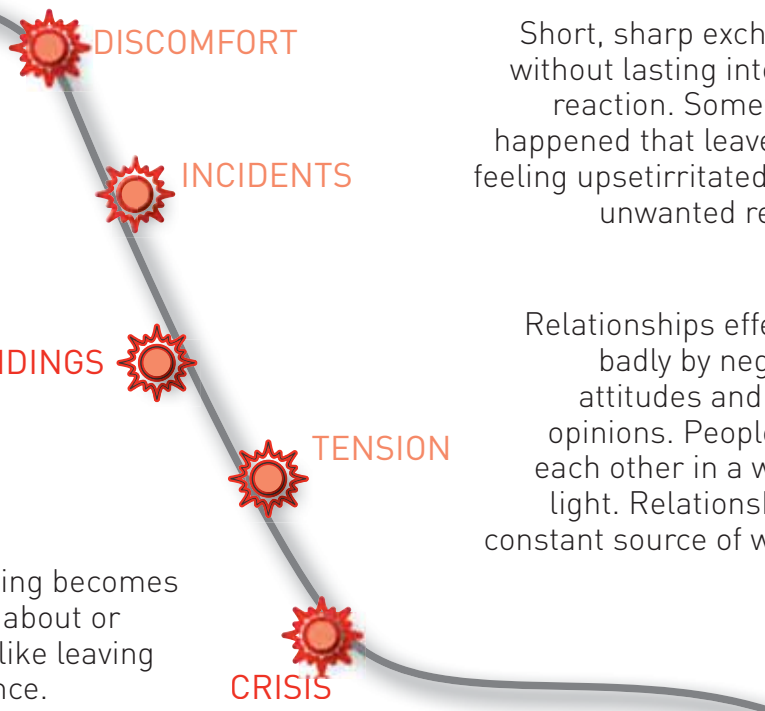 DISCOMFORT
Short, sharp exch
without lasting inte
reaction. Some
happened that leave
feeling upsetirritated
unwanted re
INCIDENTS
DINGS
Relationships effe
badly by neg
attitudes and
opinions. People
each other in a w
light. Relationsh
constant source of w
TENSION
ing becomes
about or
like leaving
nce.
CRISIS